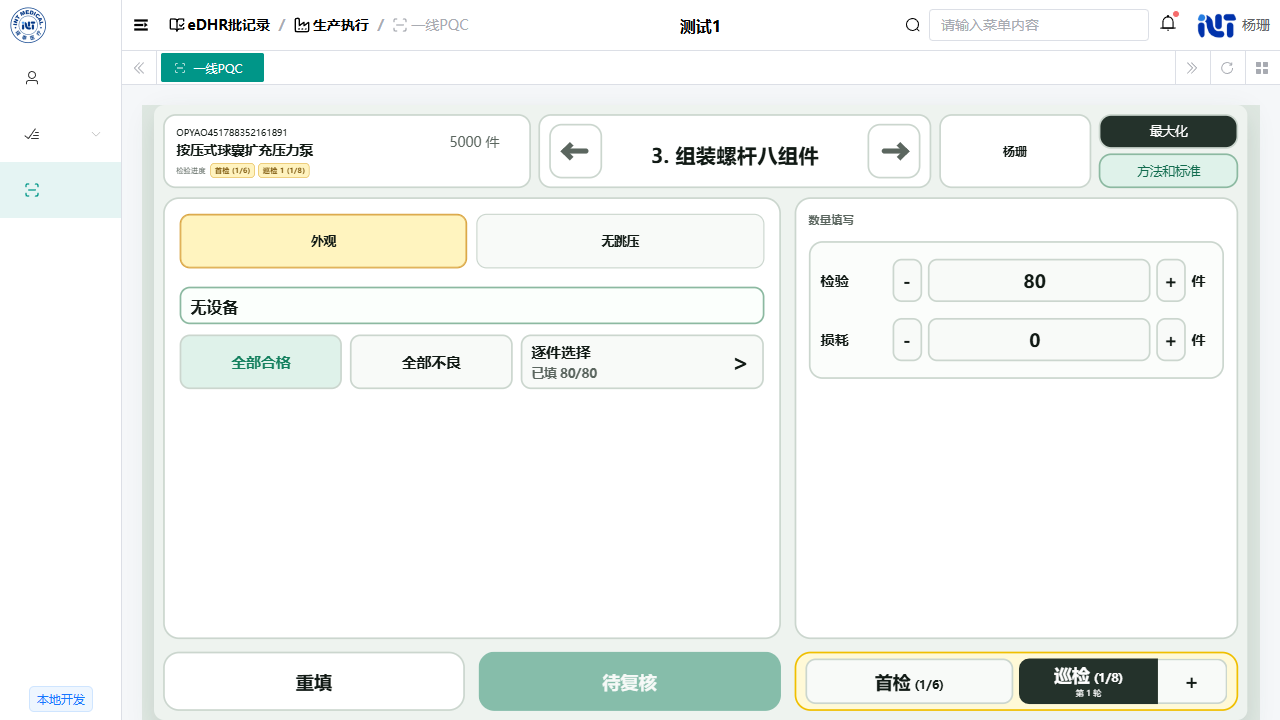 eDHR批记录 / 生产执行 / 一线PQC
测试1
请输入菜单内容
杨珊
一线PQC
OPYAO451788352161891
按压式球囊扩充压力泵
5000 件
检验进度 首检 (1/6) 巡检 1 (1/8)
3. 组装螺杆八组件
杨珊
最大化
方法和标准
外观
无跳压
无设备
全部合格
全部不良
逐件选择
已填 80/80
>
数量填写
检验 - 80 + 件
损耗 - 0 + 件
重填
待复核
首检 (1/6)
巡检 (1/8)
第 1 轮
+
本地开发